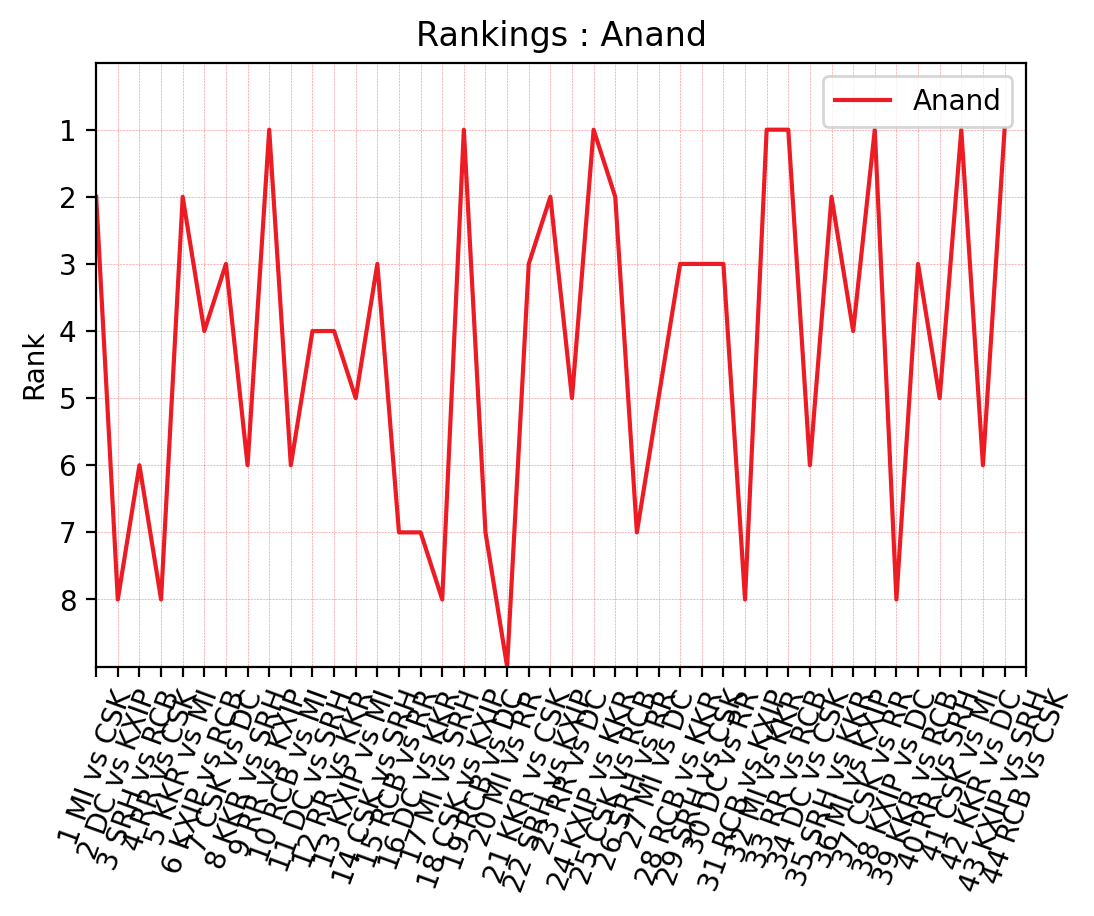 Rankings : Anand
Anand
Rank
1
2
3
4
5
6
7
8
1 MI vs CSK
2 DC vs KXIP
3 SRH vs RCB
4 RR vs CSK
5 KKR vs MI
6 KXIP vs RCB
7 CSK vs DC
8 KKR vs SRH
9 RR vs KXIP
10 RCB vs MI
11 DC vs SRH
12 RR vs KKR
13 KXIP vs MI
14 CSK vs SRH
15 RCB vs RR
16 DC vs KKR
17 MI vs SRH
18 CSK vs KXIP
19 RCB vs DC
20 MI vs RR
21 KKR vs CSK
22 SRH vs KXIP
23 RR vs DC
24 KXIP vs KKR
25 CSK vs RCB
26 SRH vs RR
27 MI vs DC
28 RCB vs KKR
29 SRH vs CSK
30 DC vs RR
31 RCB vs KXIP
32 MI vs KKR
33 RR vs RCB
34 DC vs CSK
35 SRH vs KKR
36 MI vs KXIP
37 CSK vs RR
38 KXIP vs DC
39 KKR vs RCB
40 RR vs SRH
41 CSK vs MI
42 KKR vs DC
43 KXIP vs SRH
44 RCB vs CSK